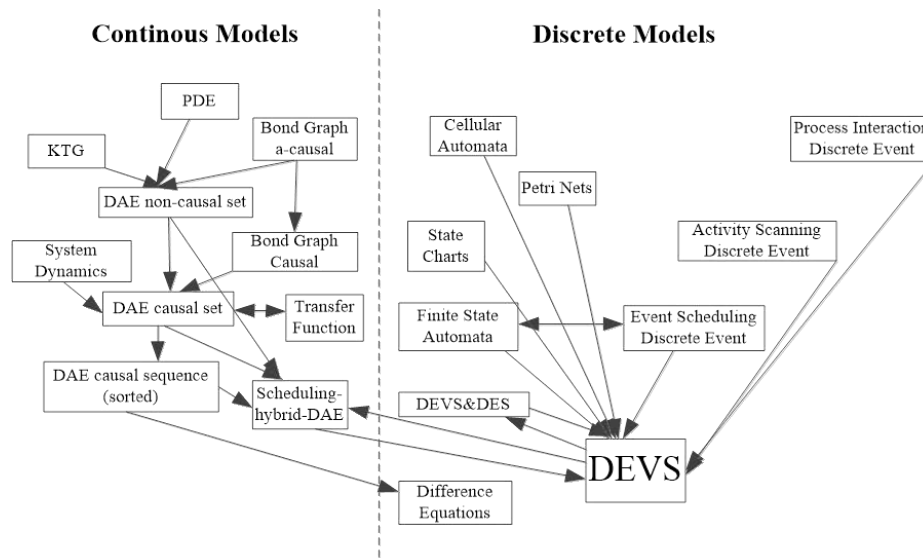 Continous Models
Discrete Models
PDE
Bond Graph
a-causal
KTG
DAE non-causal set
System
Dynamics
Bond Graph
Causal
DAE causal set
Transfer
Function
DAE causal sequence
(sorted)
Scheduling-
hybrid-DAE
Cellular
Automata
Process Interaction
Discrete Event
Petri Nets
State
Charts
Activity Scanning
Discrete Event
Finite State
Automata
Event Scheduling
Discrete Event
DEVS&DES
DEVS
Difference
Equations